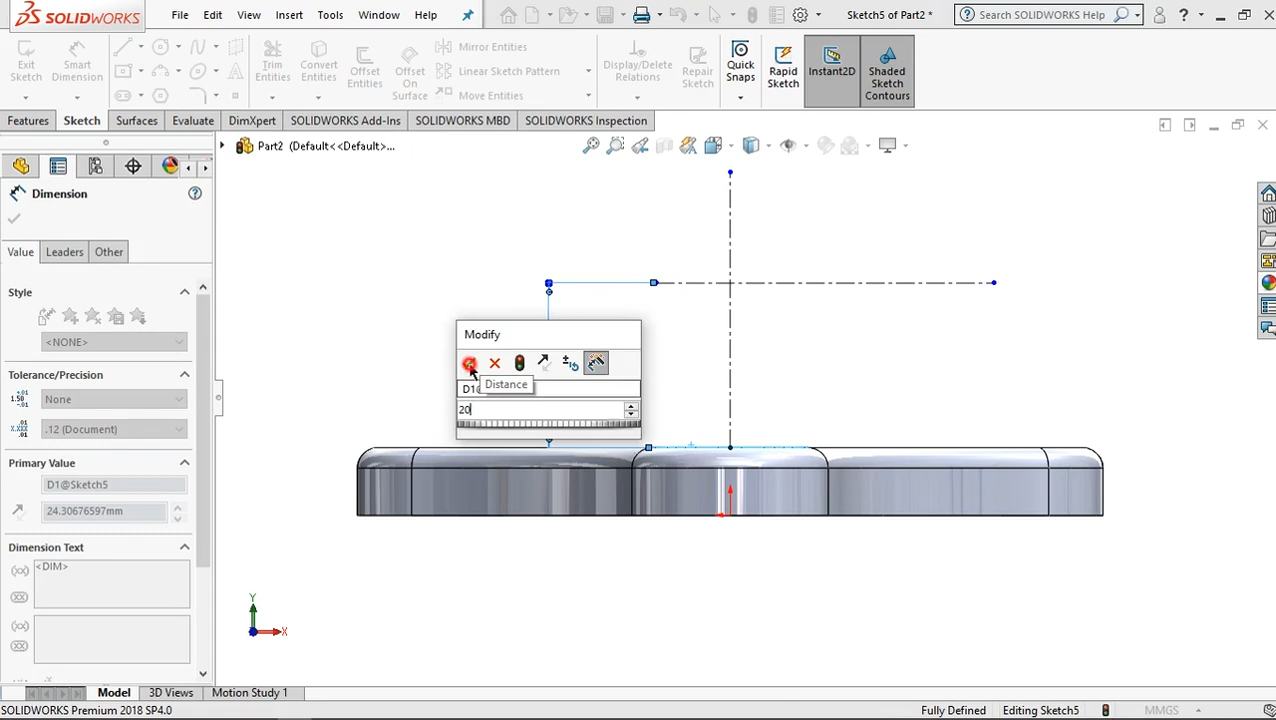 SOLIDWORKS
File Edit View Insert Tools Window Help
Sketch5 of Part2 *
Search SOLIDWORKS Help
Exit Sketch
Smart Dimension
Trim Entities
Convert Entities
Offset Entities
Offset On Surface
Mirror Entities
Linear Sketch Pattern
Move Entities
Display/Delete Relations
Repair Sketch
Quick Snaps
Rapid Sketch
Instant2D
Shaded Sketch Contours
Features Sketch Surfaces Evaluate DimXpert SOLIDWORKS Add-Ins SOLIDWORKS MBD SOLIDWORKS Inspection
Part2 (Default<<Default>...
Dimension
Value Leaders Other
Style
<NONE>
Tolerance/Precision
None
.12 (Document)
Primary Value
D1@Sketch5
24.30676597mm
Dimension Text
<DIM>
Modify
Distance
20
Y
X
Model 3D Views Motion Study 1
SOLIDWORKS Premium 2018 SP4.0
Fully Defined
Editing Sketch5
MMGS